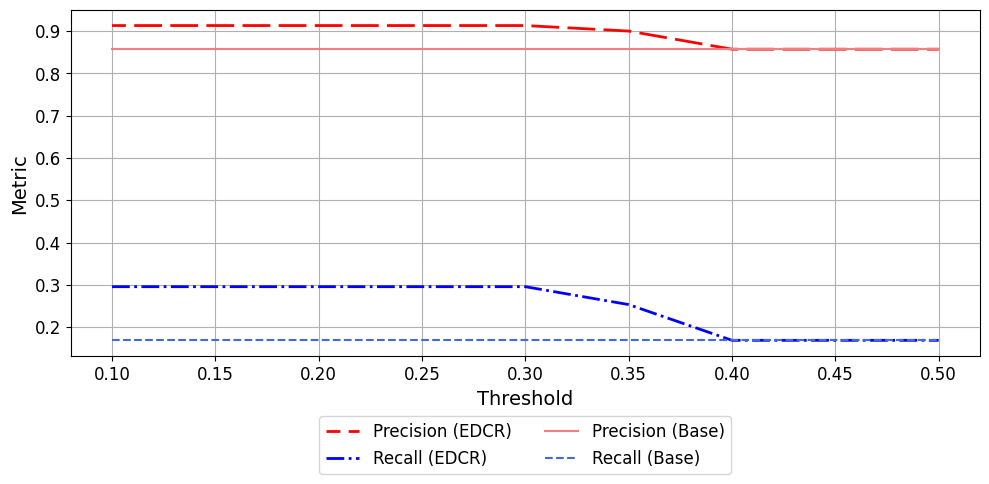 Metric
0.9
0.8
0.7
0.6
0.5
0.4
0.3
0.2
0.10 0.15 0.20 0.25 0.30 0.35 0.40 0.45 0.50
Threshold
Precision (EDCR) Precision (Base)
Recall (EDCR) Recall (Base)